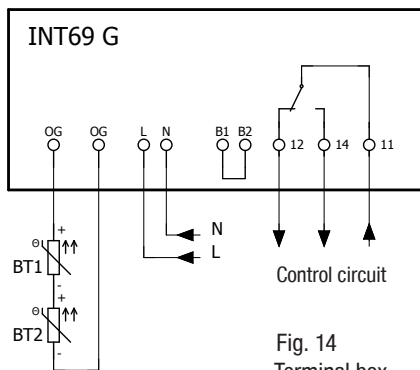 INT69 G
OG OG L N B1 B2 12 14 11
N
L
+
Θ
BT1
-
+
Θ
BT2
-
Control circuit
Fig. 14
Terminal box